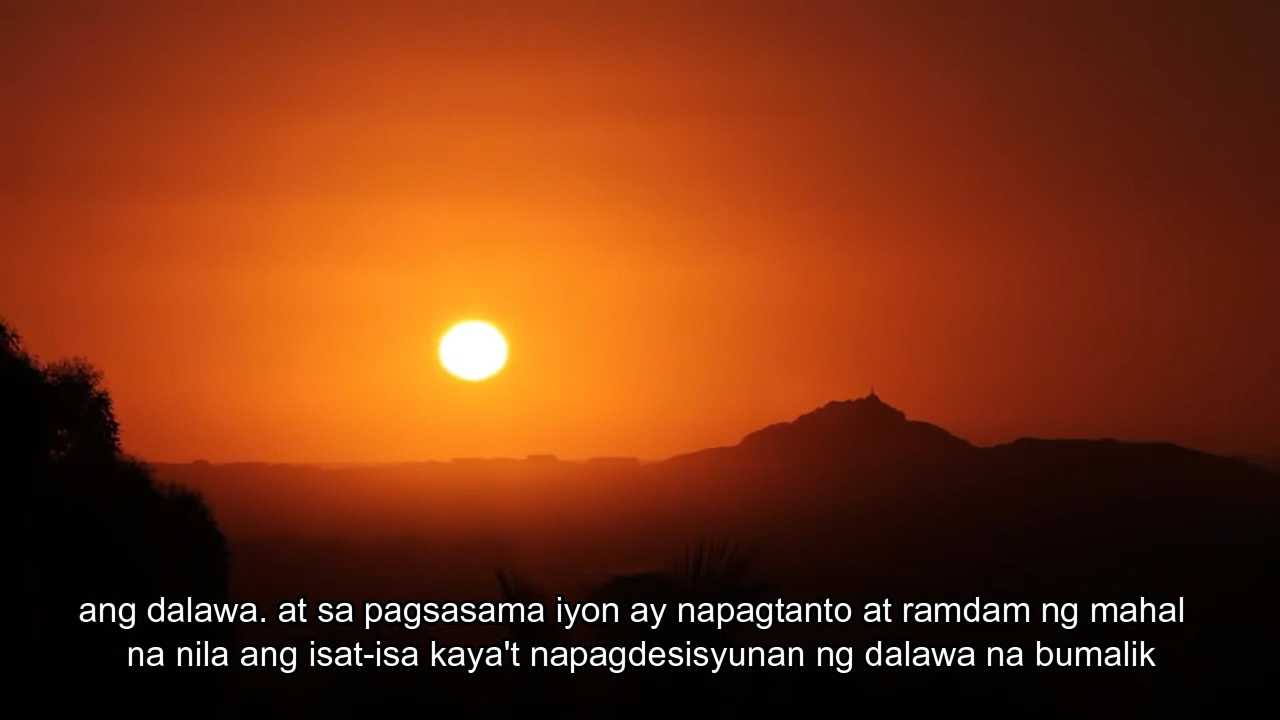 ang dalawa. at sa pagsasama iyon ay napagtanto at ramdam ng mahal
na nila ang isat-isa kaya't napagdesisyunan ng dalawa na bumalik